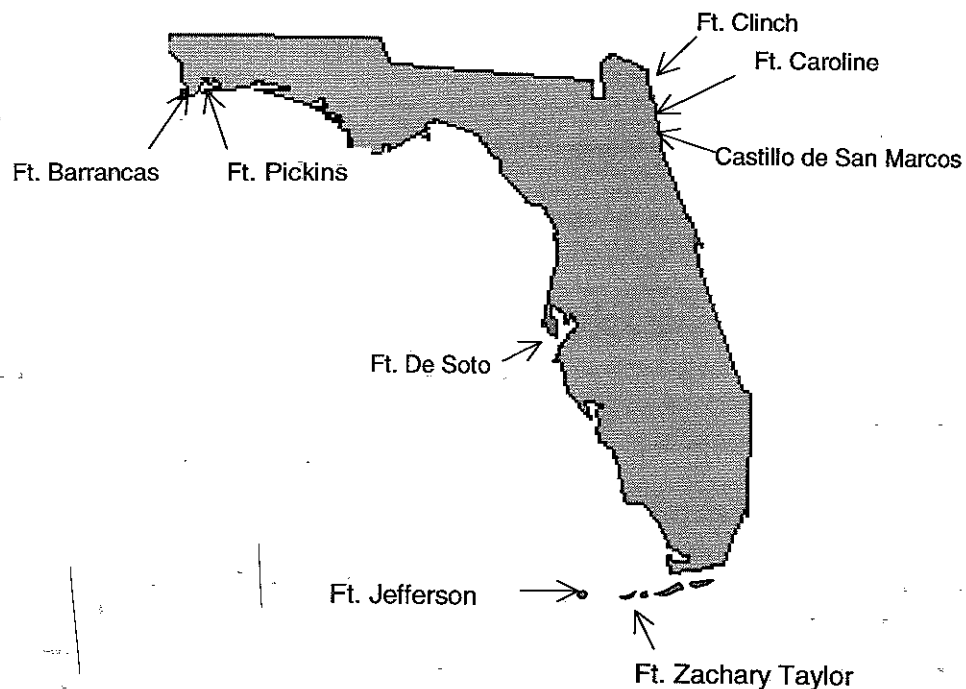 Ft. Clinch
Ft. Caroline
Castillo de San Marcos
Ft. Barrancas
Ft. Pickins
Ft. De Soto
Ft. Jefferson
Ft. Zachary Taylor